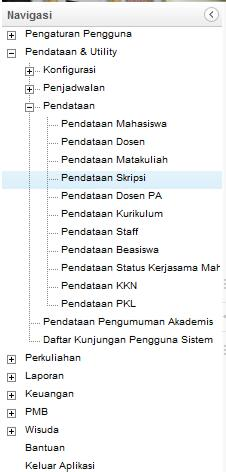 Navigasi
Pengaturan Pengguna
Pendataan & Utility
Konfigurasi
Penjadwalan
Pendataan
Pendataan Mahasiswa
Pendataan Dosen
Pendataan Matakuliah
Pendataan Skripsi
Pendataan Dosen PA
Pendataan Kurikulum
Pendataan Staff
Pendataan Beasiswa
Pendataan Status Kerjasama Mah
Pendataan KKN
Pendataan PKL
Pendataan Pengumuman Akademis
Daftar Kunjungan Pengguna Sistem
Perkuliahan
Laporan
Keuangan
PMB
Wisuda
Bantuan
Keluar Aplikasi